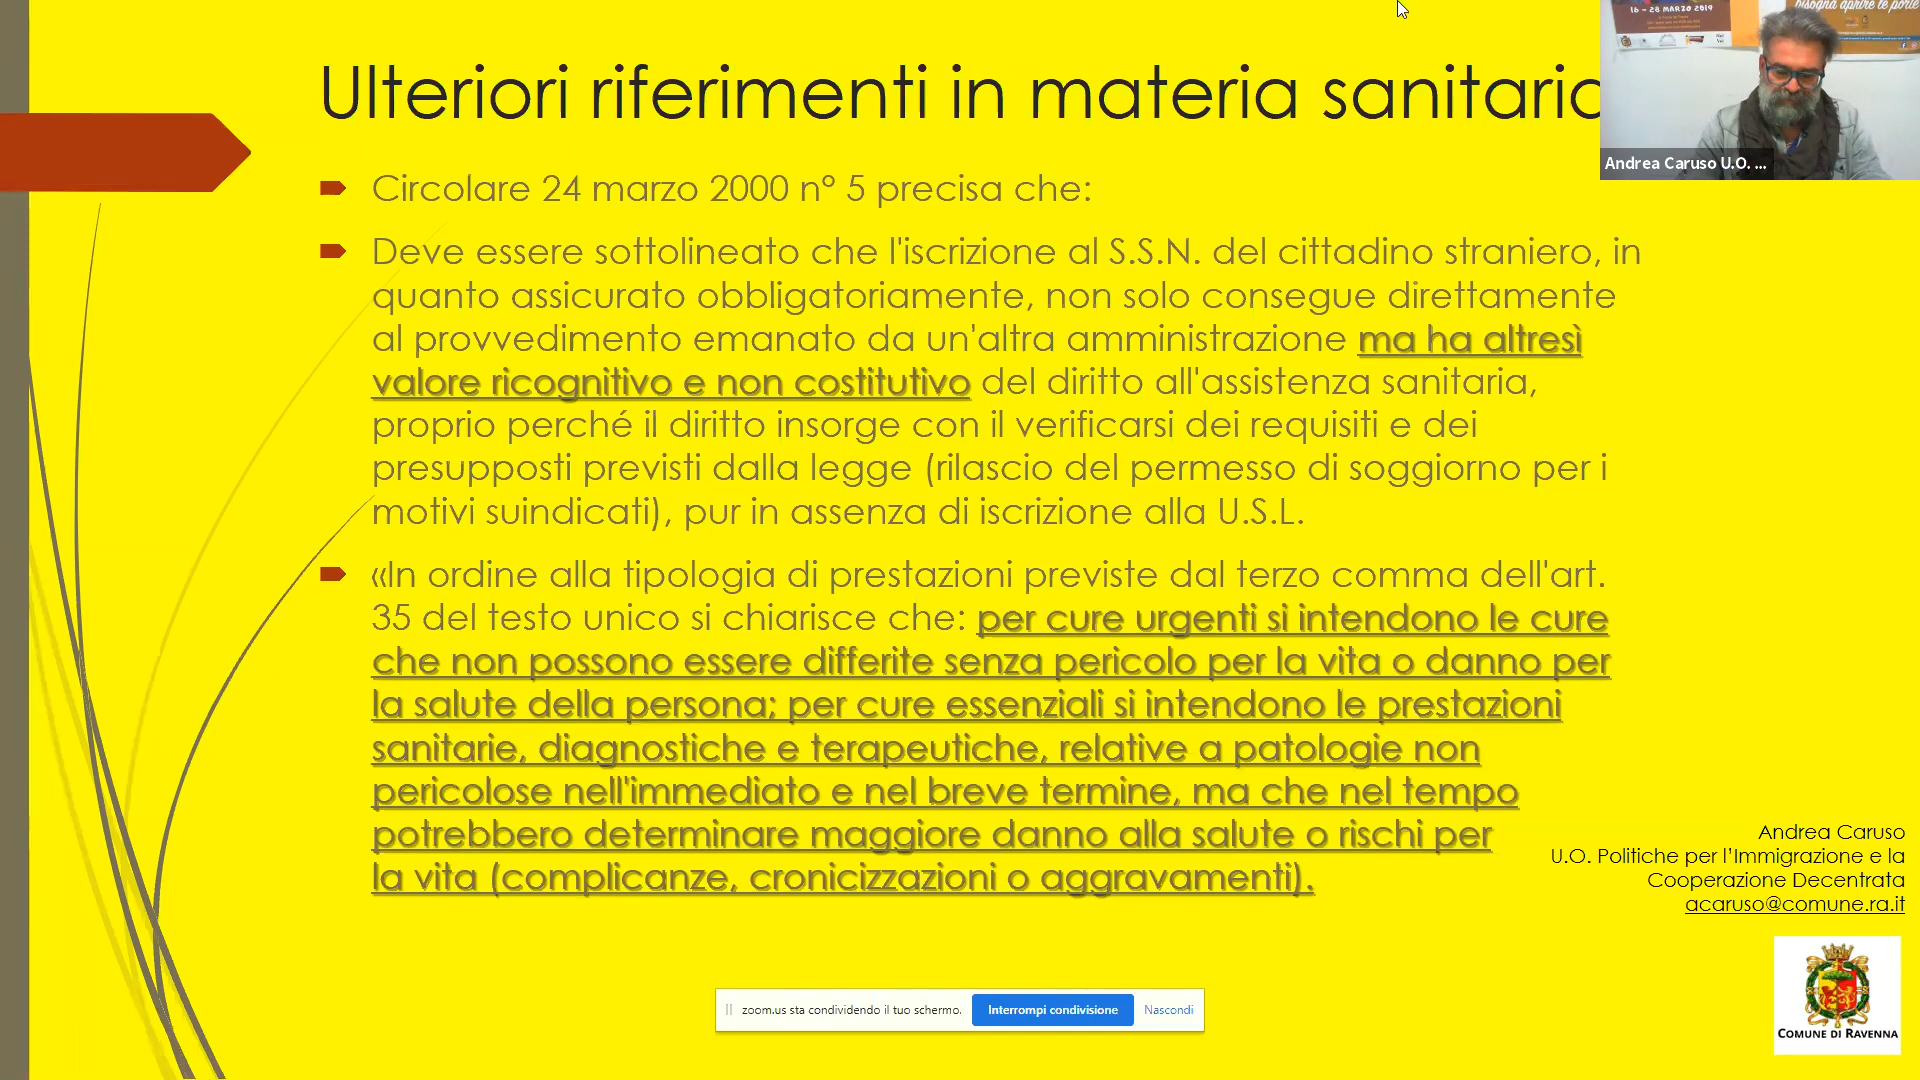 Ulteriori riferimenti in materia sanitaria
16 - 28 MARZO 2019
bisogna aprire le porte
Andrea Caruso U.O. ...
Circolare 24 marzo 2000 n° 5 precisa che:
Deve essere sottolineato che l'iscrizione al S.S.N. del cittadino straniero, in
quanto assicurato obbligatoriamente, non solo consegue direttamente
al provvedimento emanato da un'altra amministrazione ma ha altresì
valore ricognitivo e non costitutivo del diritto all'assistenza sanitaria,
proprio perché il diritto insorge con il verificarsi dei requisiti e dei
presupposti previsti dalla legge (rilascio del permesso di soggiorno per i
motivi suindicati), pur in assenza di iscrizione alla U.S.L.
«In ordine alla tipologia di prestazioni previste dal terzo comma dell'art.
35 del testo unico si chiarisce che: per cure urgenti si intendono le cure
che non possono essere differite senza pericolo per la vita o danno per
la salute della persona; per cure essenziali si intendono le prestazioni
sanitarie, diagnostiche e terapeutiche, relative a patologie non
pericolose nell'immediato e nel breve termine, ma che nel tempo
potrebbero determinare maggiore danno alla salute o rischi per
la vita (complicanze, cronicizzazioni o aggravamenti).
Andrea Caruso
U.O. Politiche per l’Immigrazione e la
Cooperazione Decentrata
acaruso@comune.ra.it
COMUNE DI RAVENNA
zoom.us sta condividendo il tuo schermo.
Interrompi condivisione
Nascondi